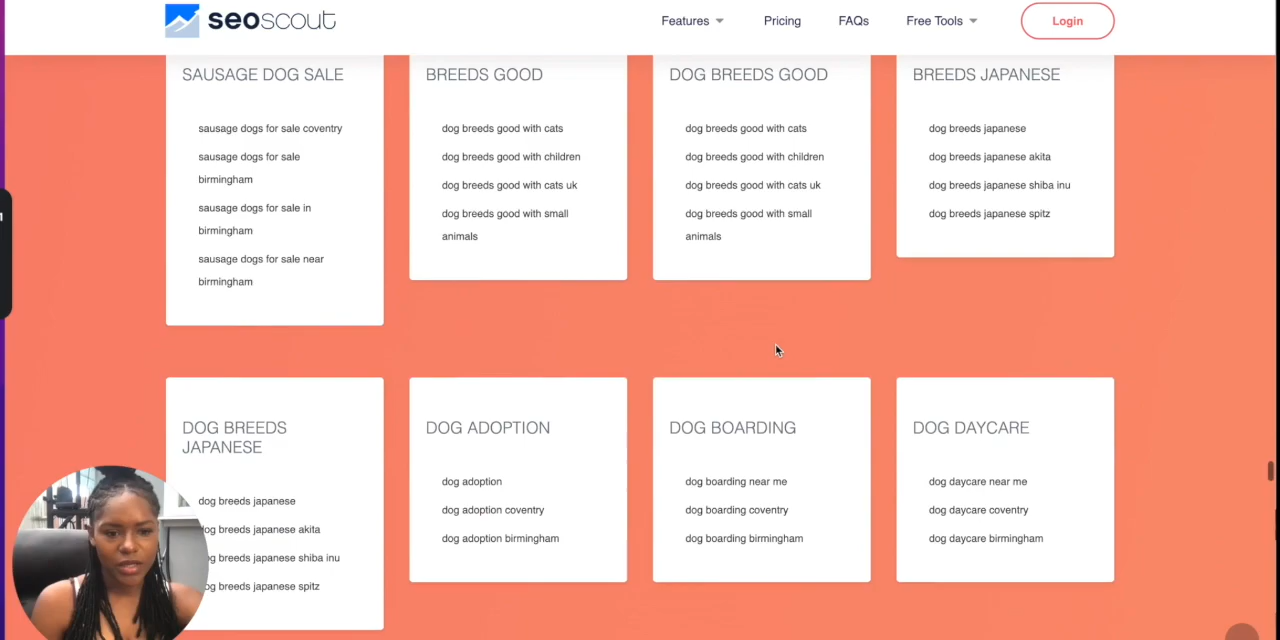 seoscout
Features
Pricing
FAQs
Free Tools
Login
SAUSAGE DOG SALE
sausage dogs for sale coventry
sausage dogs for sale
birmingham
sausage dogs for sale in
birmingham
sausage dogs for sale near
birmingham
BREEDS GOOD
dog breeds good with cats
dog breeds good with children
dog breeds good with cats uk
dog breeds good with small
animals
DOG BREEDS GOOD
dog breeds good with cats
dog breeds good with children
dog breeds good with cats uk
dog breeds good with small
animals
BREEDS JAPANESE
dog breeds japanese
dog breeds japanese akita
dog breeds japanese shiba inu
dog breeds japanese spitz
DOG BREEDS
JAPANESE
dog breeds japanese
dog breeds japanese akita
breeds japanese shiba inu
breeds japanese spitz
DOG ADOPTION
dog adoption
dog adoption coventry
dog adoption birmingham
DOG BOARDING
dog boarding near me
dog boarding coventry
dog boarding birmingham
DOG DAYCARE
dog daycare near me
dog daycare coventry
dog daycare birmingham